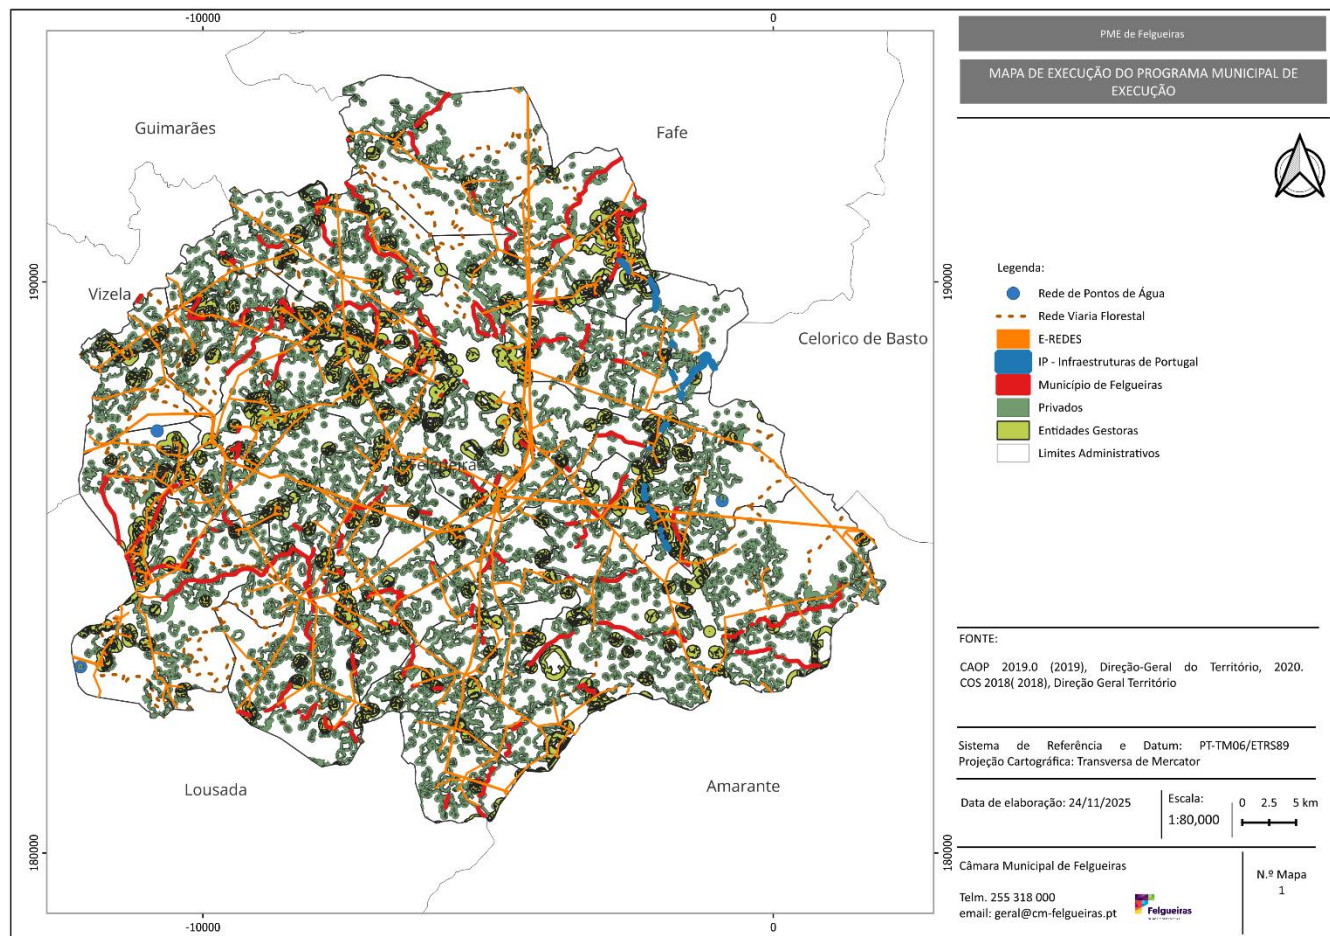 -10000
0
PME de Felgueiras
MAPA DE EXECUÇÃO DO PROGRAMA MUNICIPAL DE
EXECUÇÃO
Guimarães
Fafe
190000
190000
Vizela
Celorico de Basto
Felgueiras
Lousada
Amarante
180000
180000
-10000
0
Legenda:
Rede de Pontos de Água
Rede Viaria Florestal
E-REDES
IP - Infraestruturas de Portugal
Município de Felgueiras
Privados
Entidades Gestoras
Limites Administrativos
FONTE:
CAOP 2019.0 (2019), Direção-Geral do Território, 2020.
COS 2018( 2018), Direção Geral Território
Sistema de Referência e Datum: PT-TM06/ETRS89
Projeção Cartográfica: Transversa de Mercator
Data de elaboração: 24/11/2025
Escala:
1:80,000
0 2.5 5 km
Câmara Municipal de Felgueiras
Telm. 255 318 000
email: geral@cm-felgueiras.pt
Felgueiras
N.º Mapa
1